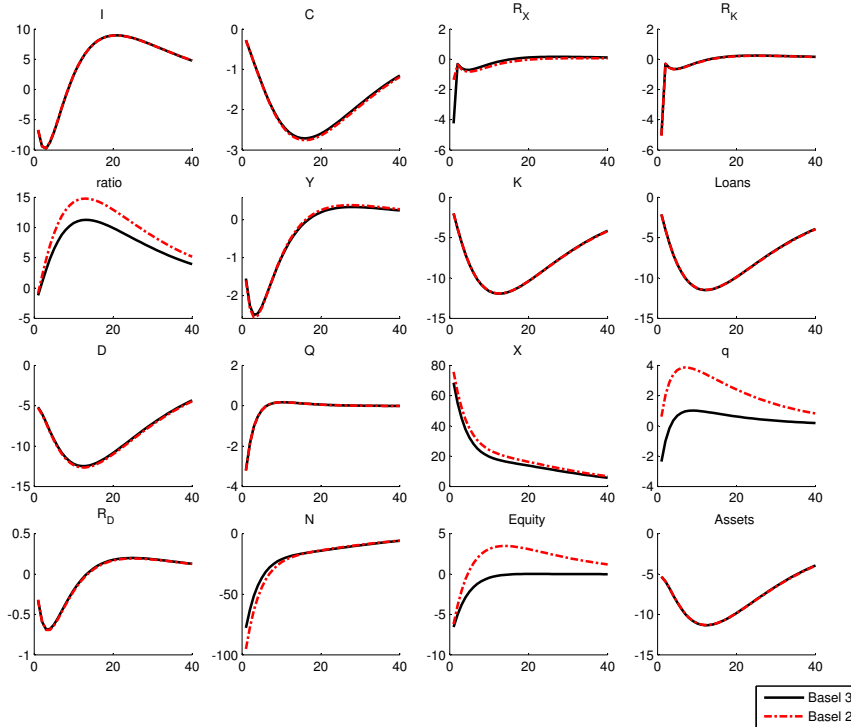 I C R_X R_K
10 5 0 -5 -10 0 20 40
0 -1 -2 -3 0 20 40
2 0 -2 -4 -6 0 20 40
2 0 -2 -4 -6 0 20 40
ratio Y K Loans
15 10 5 0 -5 0 20 40
0 -1 -2 0 20 40
0 -5 -10 -15 0 20 40
0 -5 -10 -15 0 20 40
D Q X q
0 -5 -10 -15 0 20 40
2 0 -2 -4 0 20 40
80 60 40 20 0 0 20 40
4 2 0 -2 -4 0 20 40
R_D N Equity Assets
0.5 0 -0.5 -1 0 20 40
0 -50 -100 0 20 40
5 0 -5 -10 0 20 40
0 -5 -10 -15 0 20 40
Basel 3
Basel 2